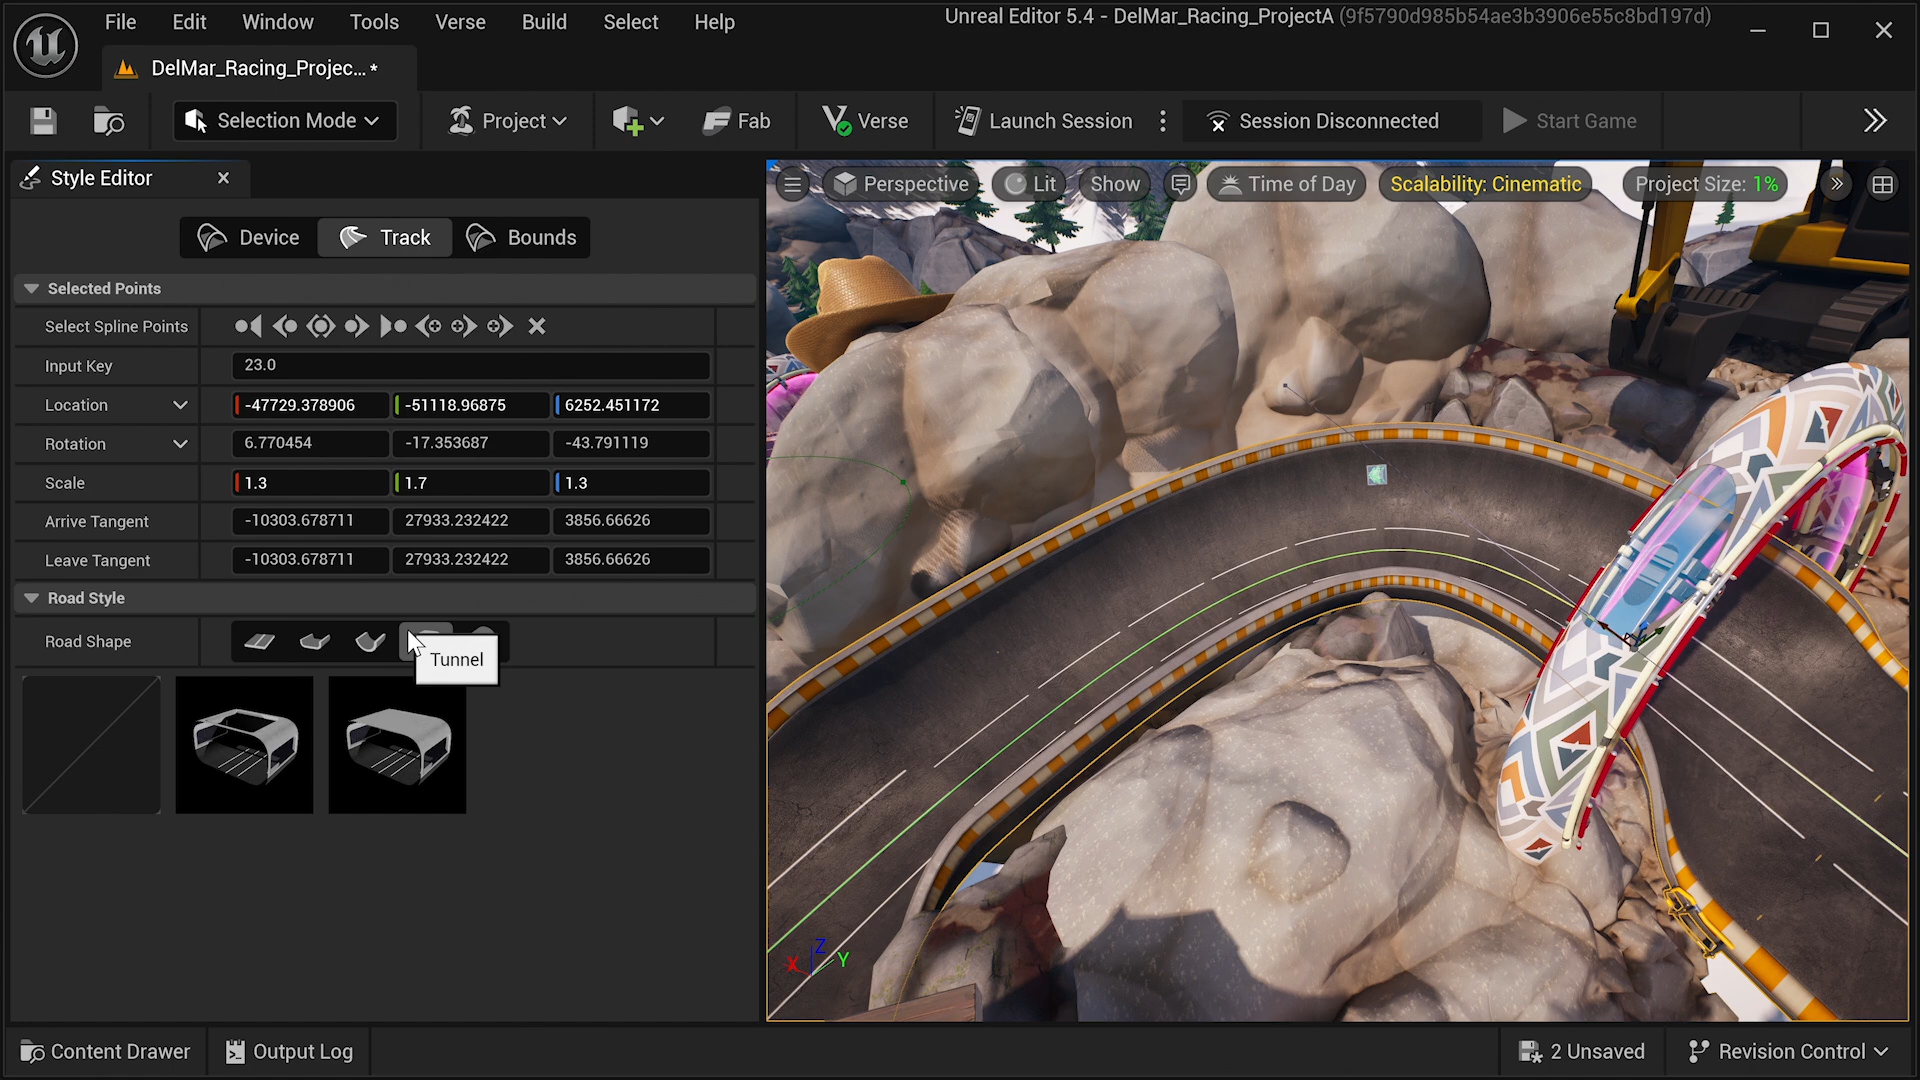 File Edit Window Tools Verse Build Select Help
Unreal Editor 5.4 - DelMar_Racing_ProjectA (9f5790d985b54ae3b3906e55c8bd197d)
DelMar_Racing_Projec... *
Selection Mode Project Fab Verse Launch Session Session Disconnected Start Game
Style Editor
Perspective Lit Show Time of Day Scalability: Cinematic Project Size: 1%
Device Track Bounds
Selected Points
Select Spline Points
Input Key 23.0
Location -47729.378906 -51118.96875 6252.451172
Rotation 6.770454 -17.353687 -43.791119
Scale 1.3 1.7 1.3
Arrive Tangent -10303.678711 27933.232422 3856.66626
Leave Tangent -10303.678711 27933.232422 3856.66626
Road Style
Road Shape
Tunnel
Z
X Y
Content Drawer Output Log 2 Unsaved Revision Control